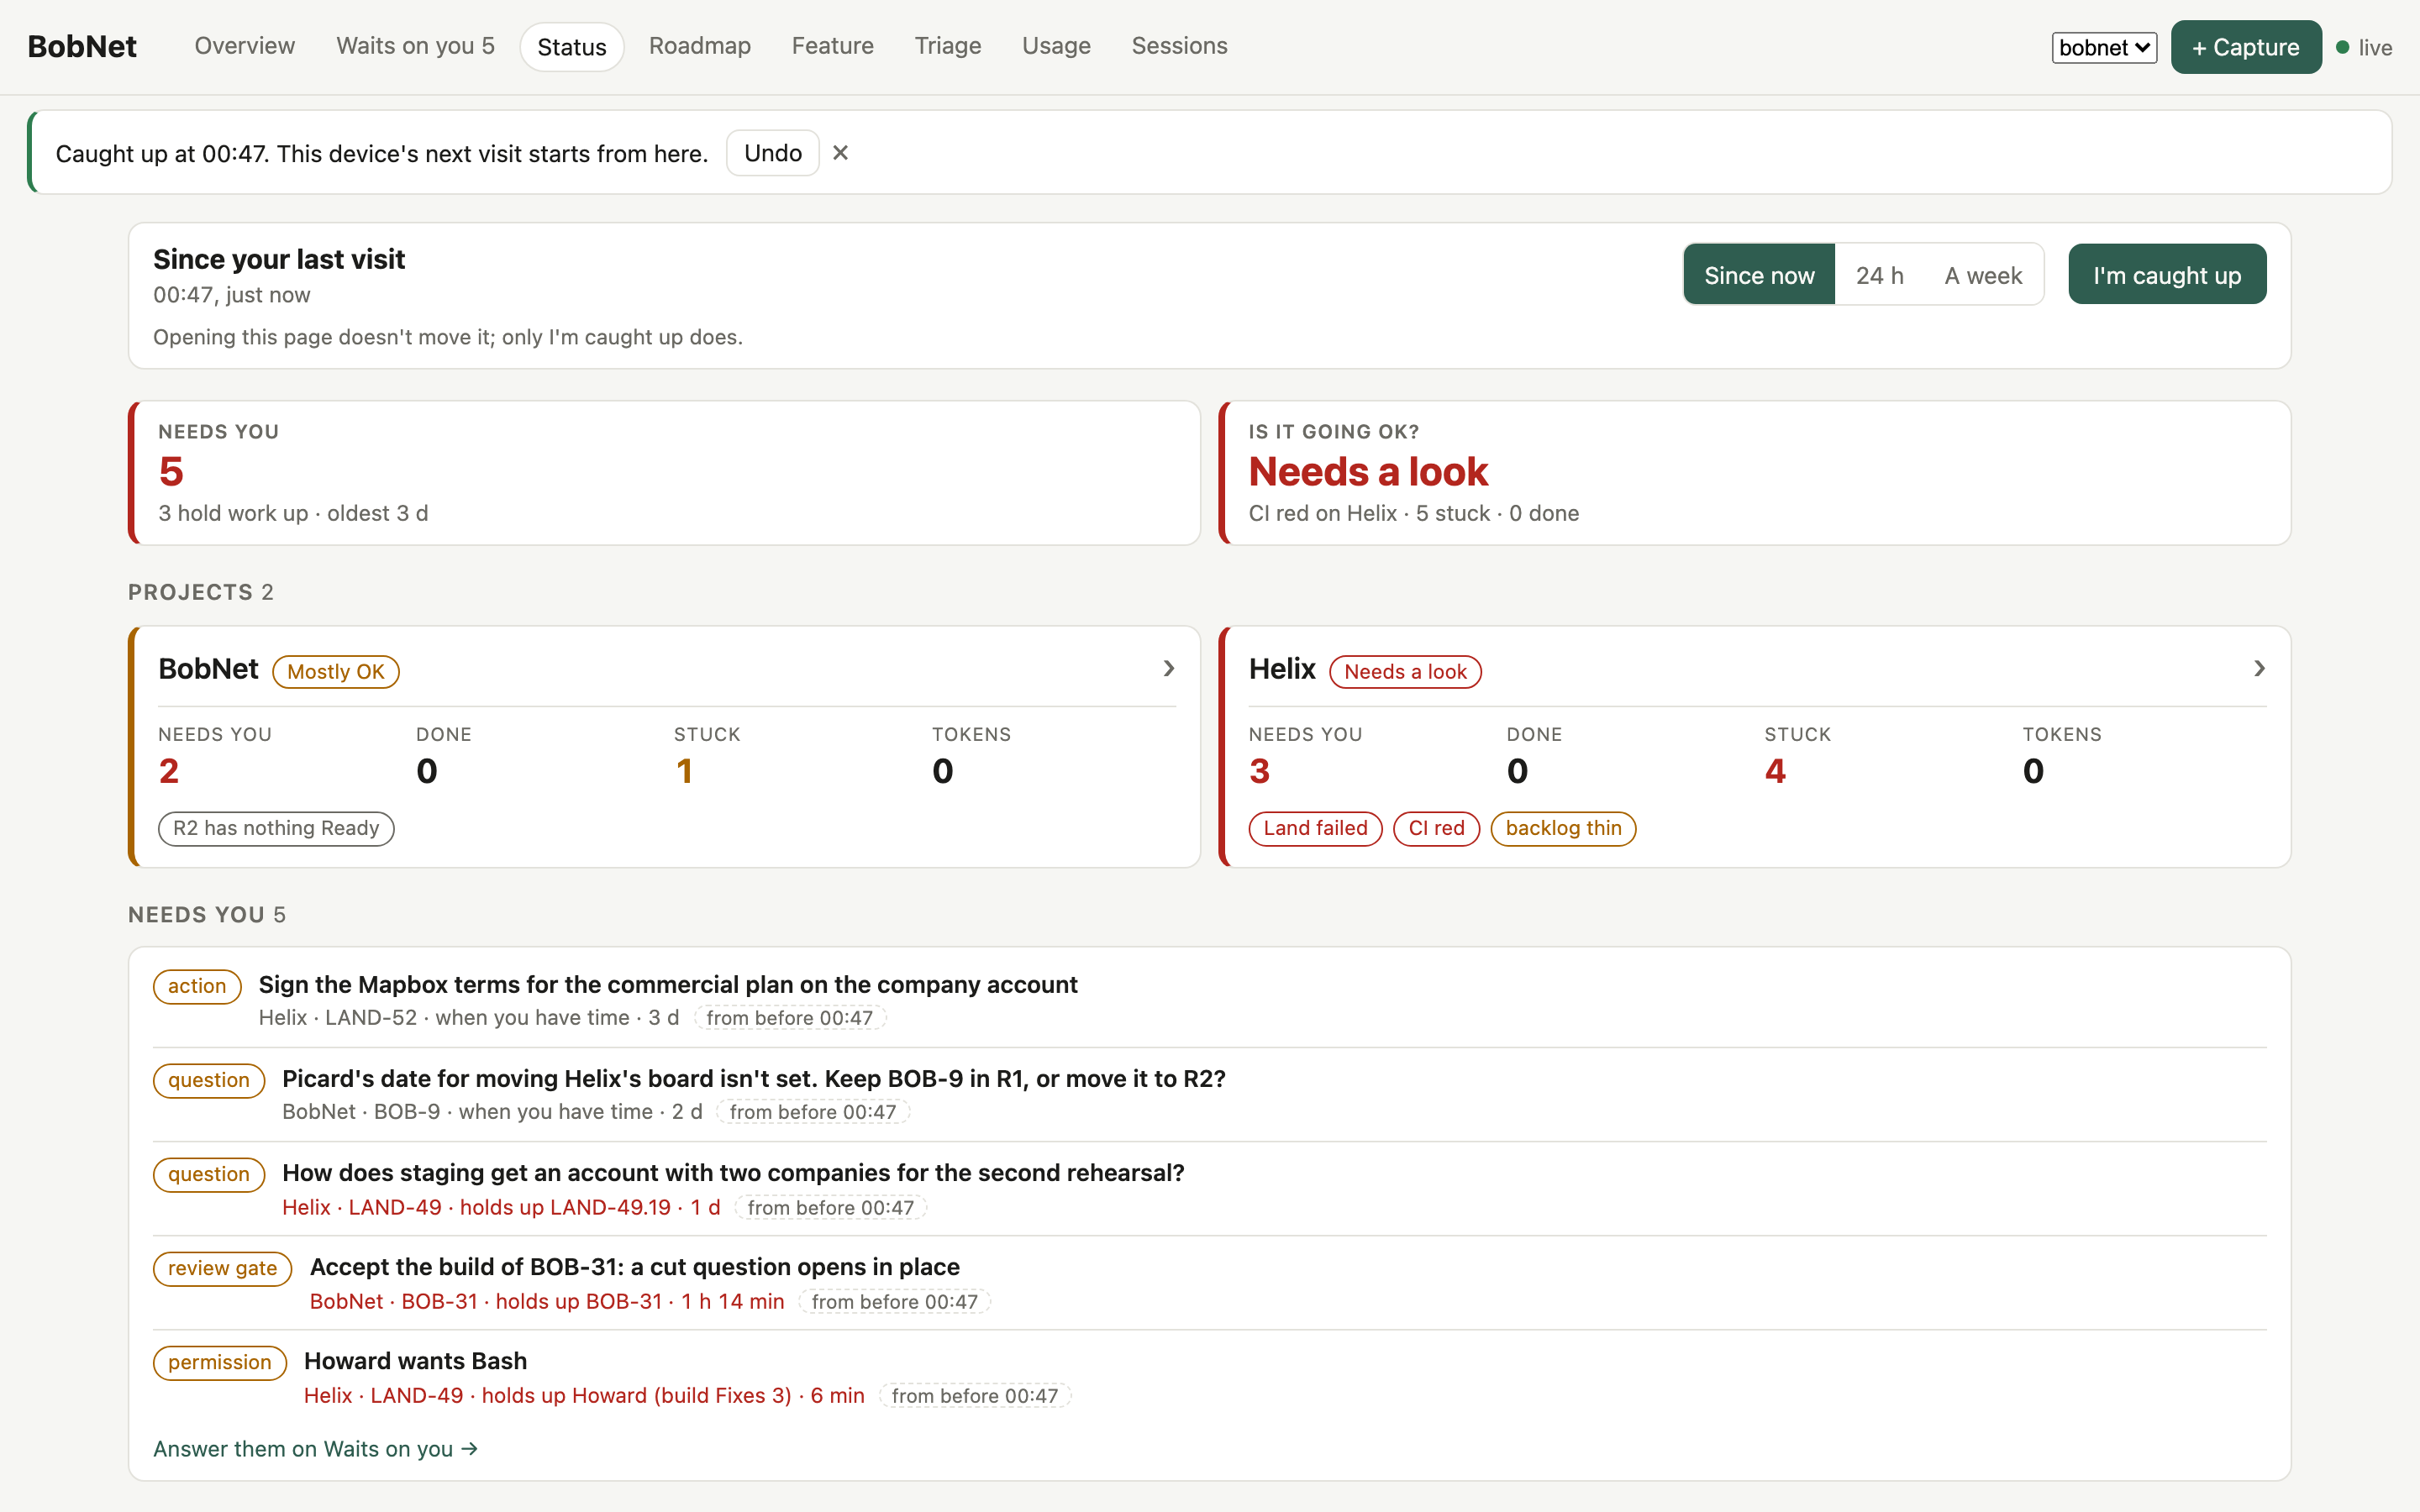 BobNet Overview Waits on you 5 Status Roadmap Feature Triage Usage Sessions bobnet + Capture live
Caught up at 00:47. This device's next visit starts from here. Undo ×
Since your last visit
00:47, just now
Opening this page doesn't move it; only I'm caught up does.
Since now 24 h A week I'm caught up
NEEDS YOU
5
3 hold work up · oldest 3 d
IS IT GOING OK?
Needs a look
CI red on Helix · 5 stuck · 0 done
PROJECTS 2
BobNet Mostly OK ›
NEEDS YOU DONE STUCK TOKENS
2 0 1 0
R2 has nothing Ready
Helix Needs a look ›
NEEDS YOU DONE STUCK TOKENS
3 0 4 0
Land failed CI red backlog thin
NEEDS YOU 5
action Sign the Mapbox terms for the commercial plan on the company account
Helix · LAND-52 · when you have time · 3 d from before 00:47
question Picard's date for moving Helix's board isn't set. Keep BOB-9 in R1, or move it to R2?
BobNet · BOB-9 · when you have time · 2 d from before 00:47
question How does staging get an account with two companies for the second rehearsal?
Helix · LAND-49 · holds up LAND-49.19 · 1 d from before 00:47
review gate Accept the build of BOB-31: a cut question opens in place
BobNet · BOB-31 · holds up BOB-31 · 1 h 14 min from before 00:47
permission Howard wants Bash
Helix · LAND-49 · holds up Howard (build Fixes 3) · 6 min from before 00:47
Answer them on Waits on you →